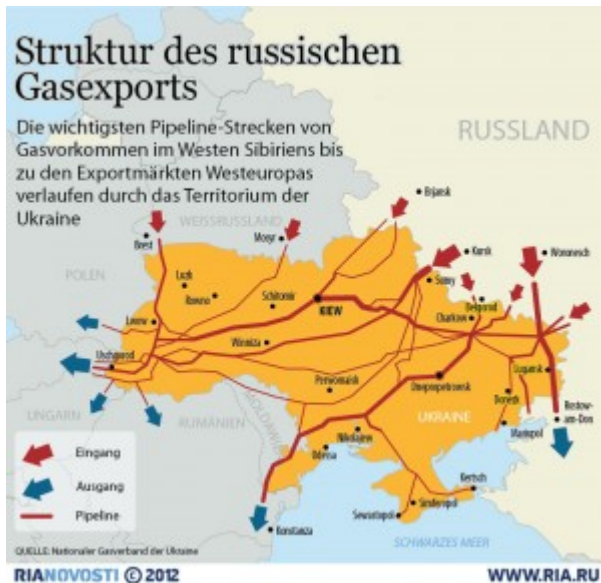 Struktur des russischen
Gasexports
Die wichtigsten Pipeline-Strecken von
Gasvorkommen im Westen Sibiriens bis
zu den Exportmärkten Westeuropas
verlaufen durch das Territorium der
Ukraine
RUSSLAND
Brjansk
WEISSRUSSLAND
Brest
Mosyr
Kursk
Woronesch
POLEN
Luzk
Rowno
Schitomir
KIEW
Sumy
Belgorod
Charkow
Lwow
Winniza
Uschgorod
Perwomaisk
Dnepropetrowsk
Lugansk
Donezk
UNGARN
RUMÄNIEN
MOLDAWIEN
UKRAINE
Rostow-
am-Don
Mariupol
Nikolajew
Odessa
Kertsch
Simferopol
Sewastopol
Konstanza
SCHWARZES MEER
Eingang
Ausgang
Pipeline
QUELLE: Nationaler Gasverband der Ukraine
RIANOVOSTI © 2012
WWW.RIA.RU